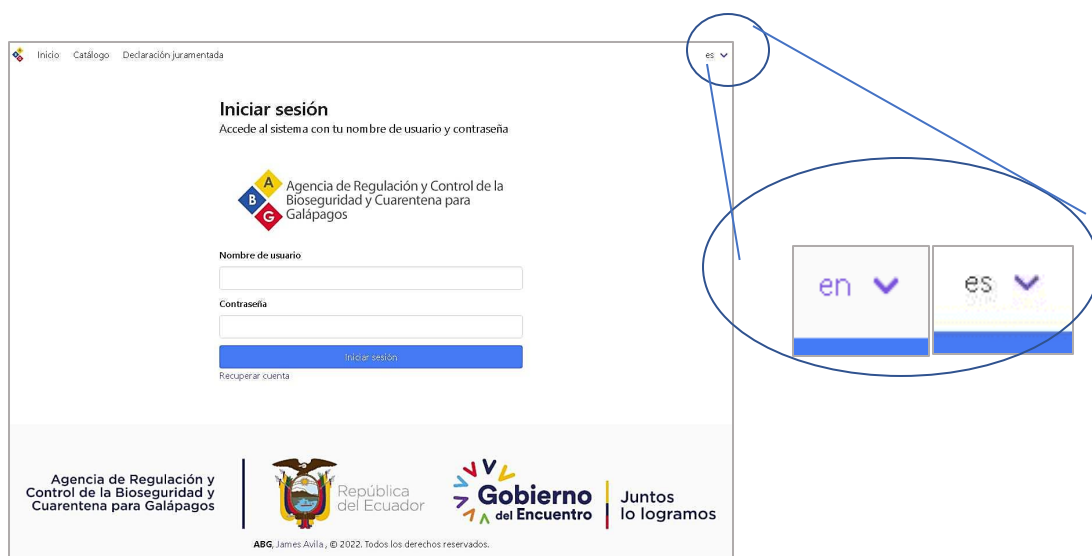 Inicio Catálogo Declaración juramentada es
Iniciar sesión
Accede al sistema con tu nombre de usuario y contraseña
A
B
G
Agencia de Regulación y Control de la
Bioseguridad y Cuarentena para
Galápagos
Nombre de usuario
Contraseña
Iniciar sesión
Recuperar cuenta
en es
Agencia de Regulación y
Control de la Bioseguridad y
Cuarentena para Galápagos
República
del Ecuador
Gobierno
del Encuentro
Juntos
lo logramos
ABG, James Avila , © 2022. Todos los derechos reservados.